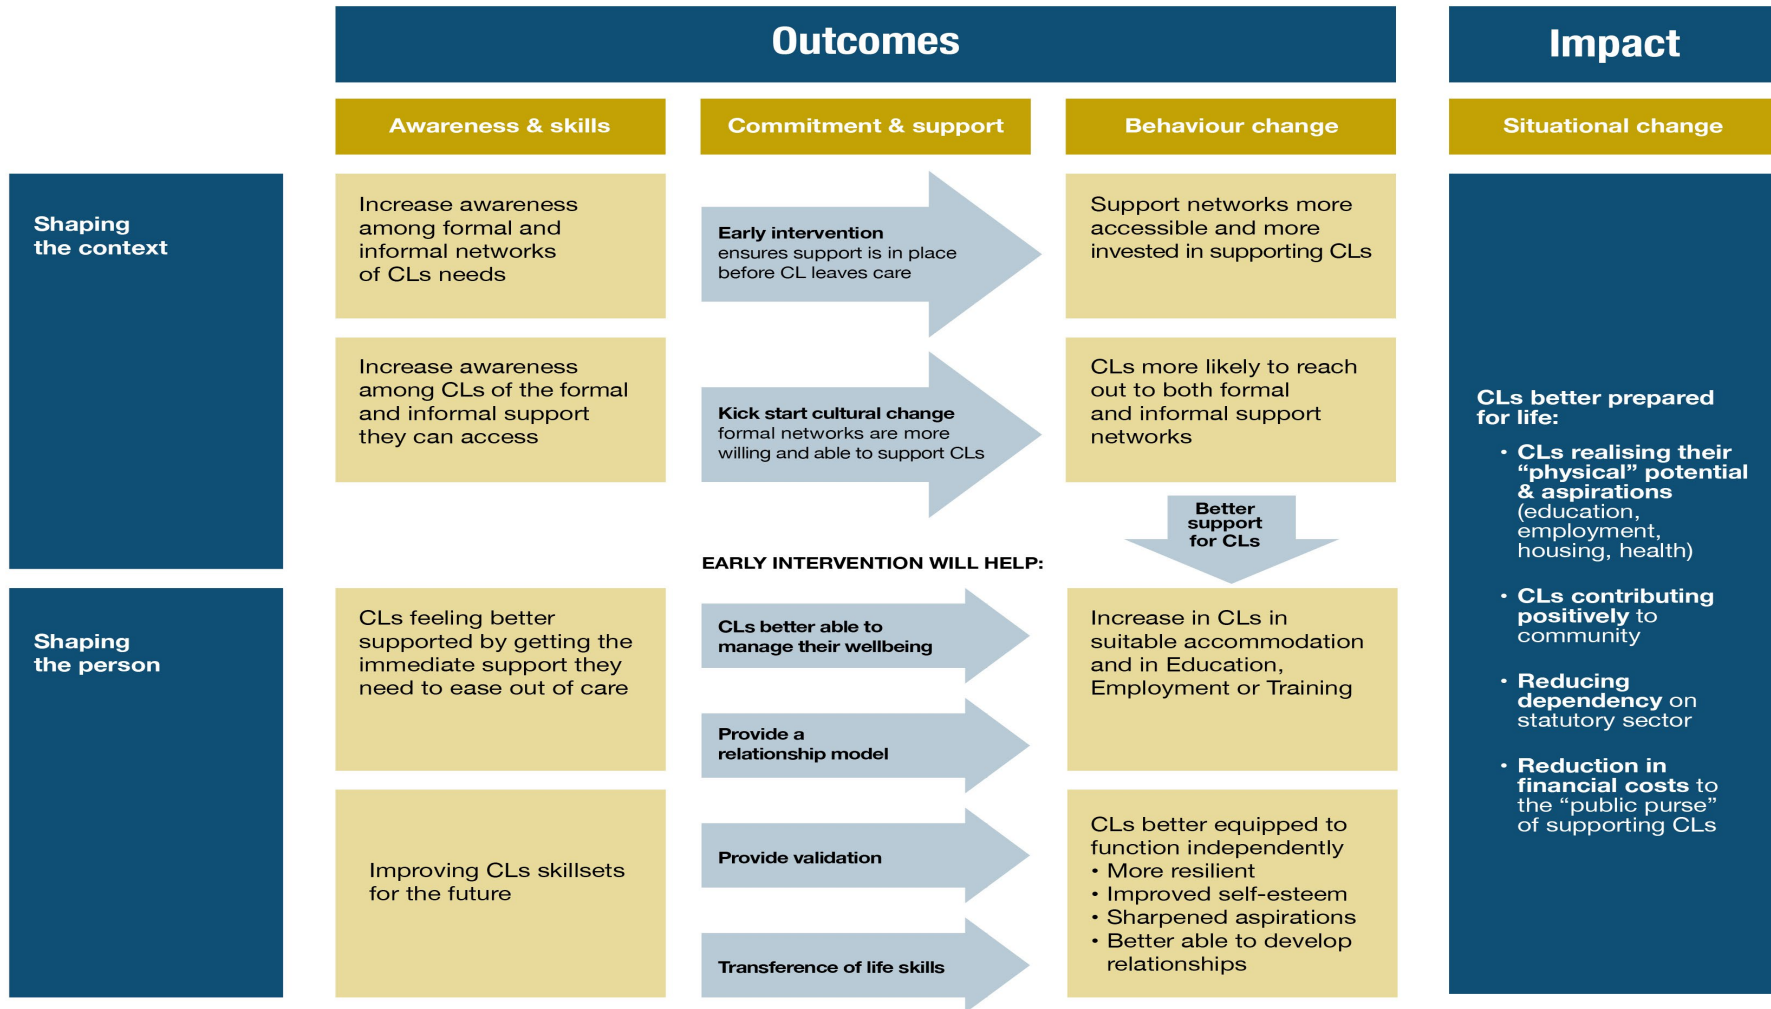 Outcomes
Impact
Awareness & skills
Commitment & support
Behaviour change
Situational change
Shaping
the context
Increase awareness
among formal and
informal networks
of CLs needs
Early intervention
ensures support is in place
before CL leaves care
Support networks more
accessible and more
invested in supporting CLs
Increase awareness
among CLs of the formal
and informal support
they can access
Kick start cultural change
formal networks are more
willing and able to support CLs
CLs more likely to reach
out to both formal
and informal support
networks
Better
support
for CLs
EARLY INTERVENTION WILL HELP:
Shaping
the person
CLs feeling better
supported by getting the
immediate support they
need to ease out of care
CLs better able to
manage their wellbeing
Provide a
relationship model
Increase in CLs in
suitable accommodation
and in Education,
Employment or Training
Improving CLs skillsets
for the future
Provide validation
Transference of life skills
CLs better equipped to
function independently
• More resilient
• Improved self-esteem
• Sharpened aspirations
• Better able to develop
relationships
CLs better prepared
for life:
• CLs realising their
“physical” potential
& aspirations
(education,
employment,
housing, health)
• CLs contributing
positively to
community
• Reducing
dependency on
statutory sector
• Reduction in
financial costs to
the “public purse”
of supporting CLs